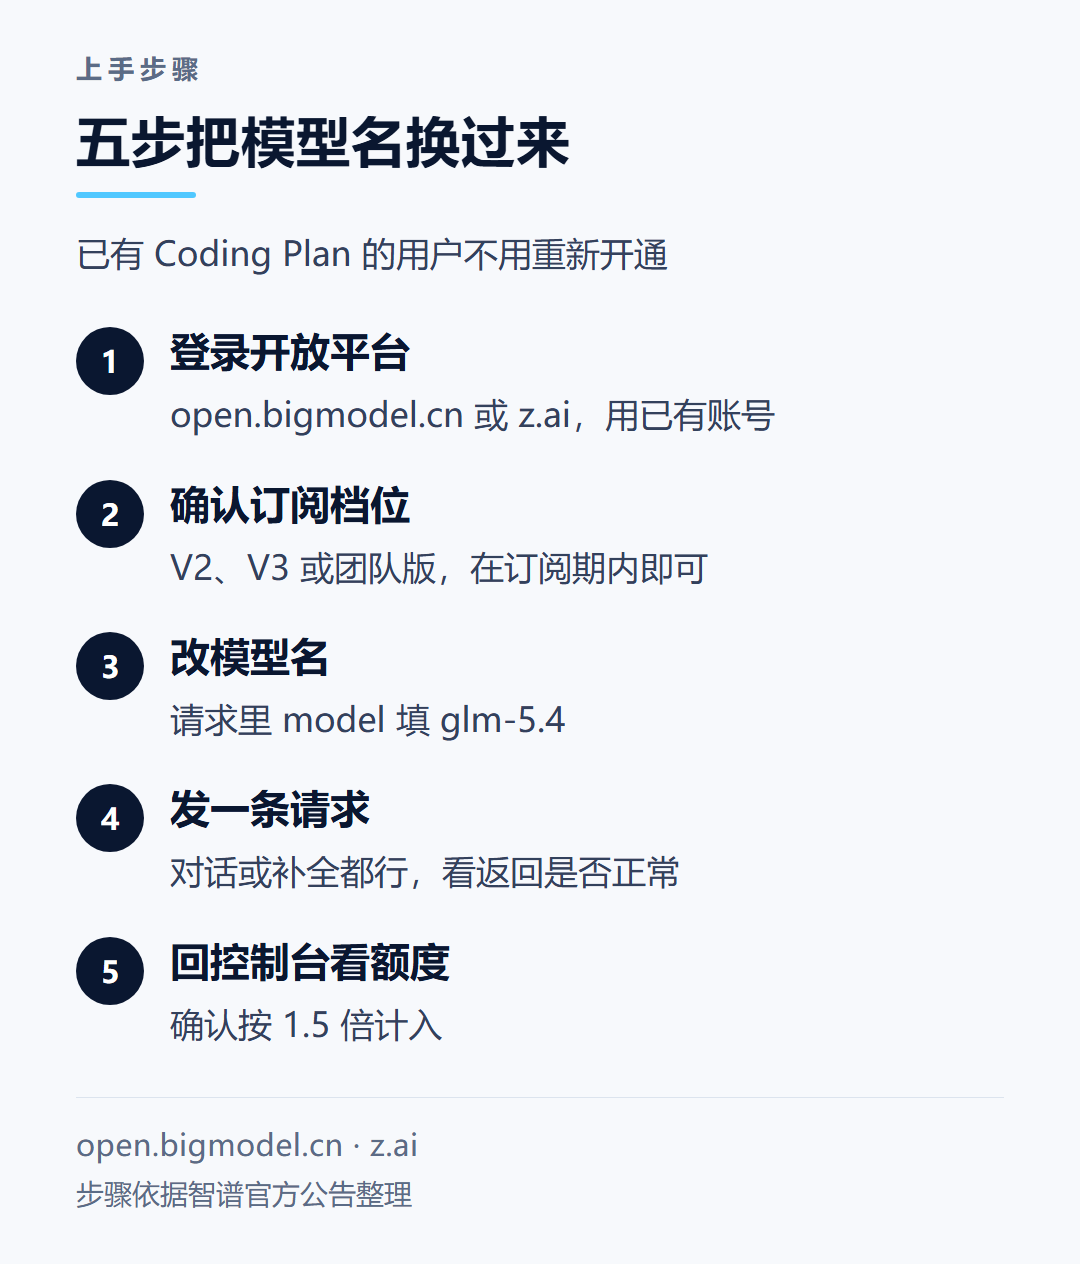 上手步骤
五步把模型名换过来
已有 Coding Plan 的用户不用重新开通
1
登录开放平台
open.bigmodel.cn 或 z.ai，用已有账号
2
确认订阅档位
V2、V3 或团队版，在订阅期内即可
3
改模型名
请求里 model 填 glm-5.4
4
发一条请求
对话或补全都行，看返回是否正常
5
回控制台看额度
确认按 1.5 倍计入
open.bigmodel.cn · z.ai
步骤依据智谱官方公告整理